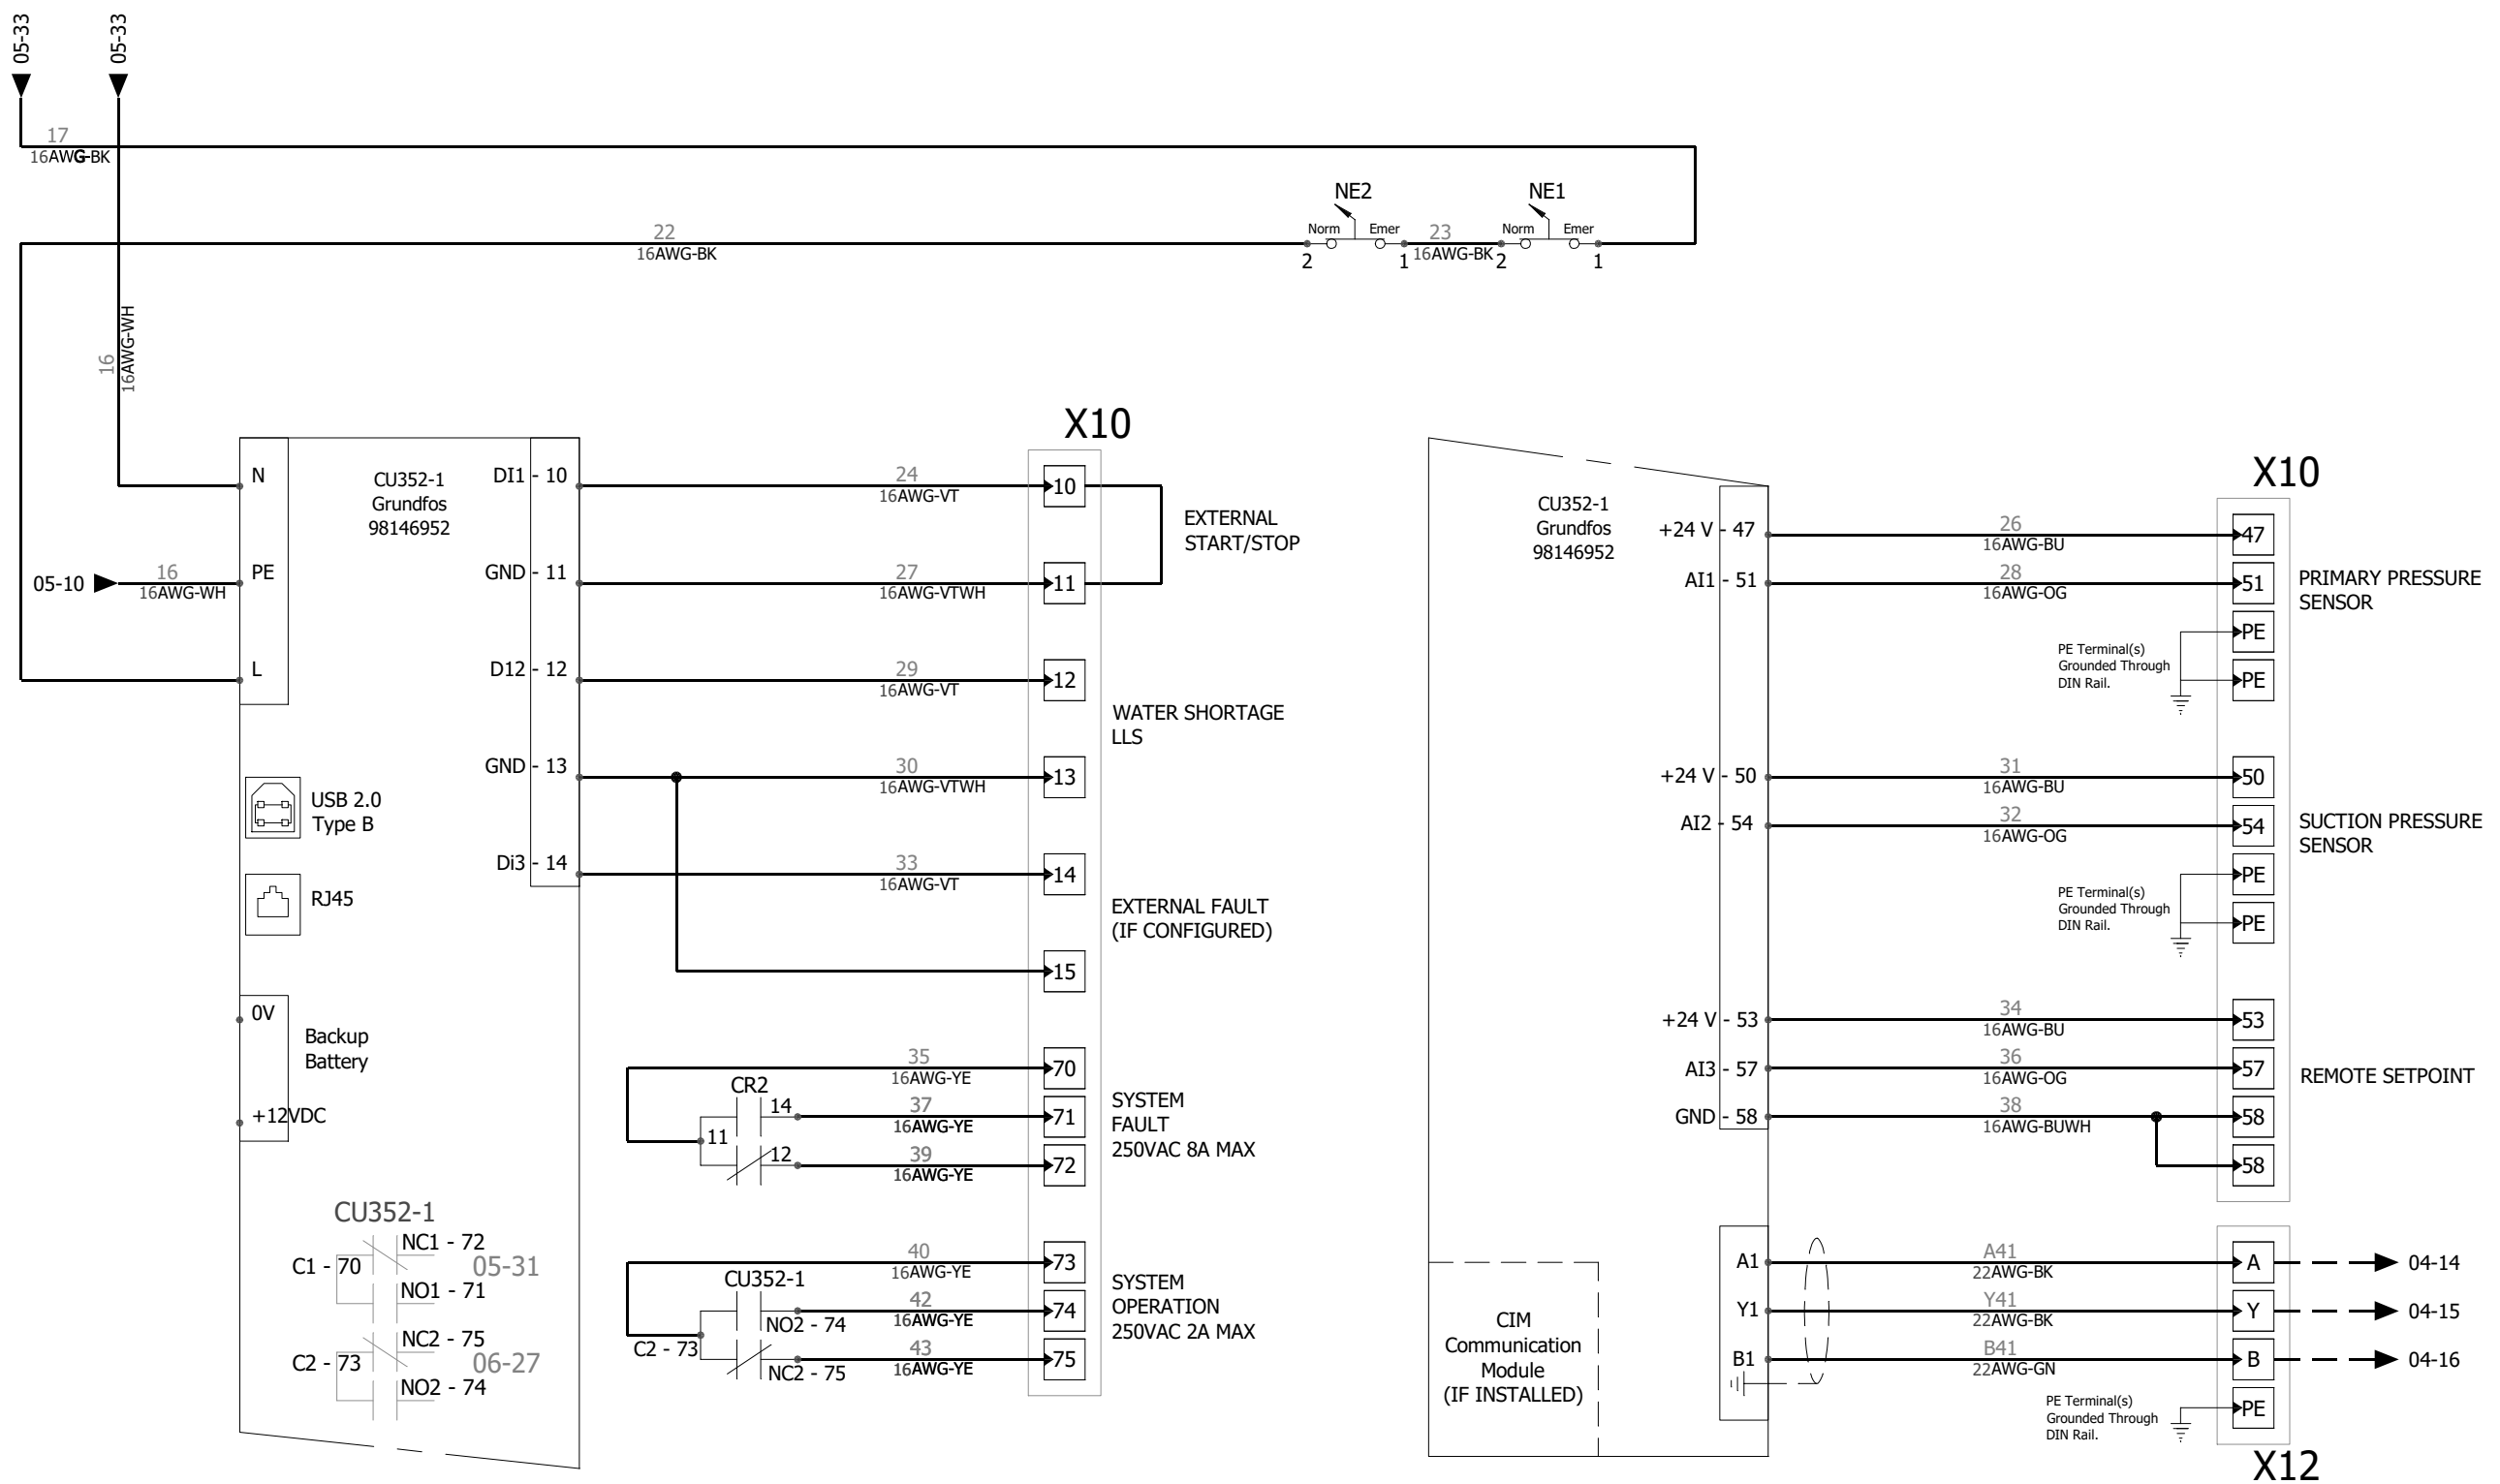 05-33
05-33
17
16AWG-BK
NE2
NE1
Norm
Emer
Norm
Emer
22
16AWG-BK
23
16AWG-BK
2
1
2
1
16
16AWG-WH
X10
N
CU352-1
Grundfos
98146952
DI1 - 10
24
16AWG-VT
10
EXTERNAL
START/STOP
05-10
16
16AWG-WH
PE
GND - 11
27
16AWG-VTWH
11
L
D12 - 12
29
16AWG-VT
12
WATER SHORTAGE
LLS
GND - 13
30
16AWG-VTWH
13
USB 2.0
Type B
Di3 - 14
33
16AWG-VT
14
RJ45
EXTERNAL FAULT
(IF CONFIGURED)
15
0V
Backup
Battery
+12VDC
35
16AWG-YE
70
CR2
14
37
16AWG-YE
71
11
12
39
16AWG-YE
72
SYSTEM
FAULT
250VAC 8A MAX
CU352-1
NC1 - 72
C1 - 70
05-31
NO1 - 71
NC2 - 75
C2 - 73
06-27
NO2 - 74
40
16AWG-YE
73
CU352-1
42
16AWG-YE
74
NO2 - 74
C2 - 73
43
16AWG-YE
75
NC2 - 75
SYSTEM
OPERATION
250VAC 2A MAX
X10
CU352-1
Grundfos
98146952
+24 V - 47
26
16AWG-BU
47
AI1 - 51
28
16AWG-OG
51
PRIMARY PRESSURE
SENSOR
PE
PE
PE Terminal(s)
Grounded Through
DIN Rail.
+24 V - 50
31
16AWG-BU
50
AI2 - 54
32
16AWG-OG
54
SUCTION PRESSURE
SENSOR
PE
PE
PE Terminal(s)
Grounded Through
DIN Rail.
+24 V - 53
34
16AWG-BU
53
AI3 - 57
36
16AWG-OG
57
REMOTE SETPOINT
GND - 58
38
16AWG-BUWH
58
58
A1
A41
22AWG-BK
A
04-14
Y1
Y41
22AWG-BK
Y
04-15
B1
B41
22AWG-GN
B
04-16
CIM
Communication
Module
(IF INSTALLED)
PE Terminal(s)
Grounded Through
DIN Rail.
PE
X12